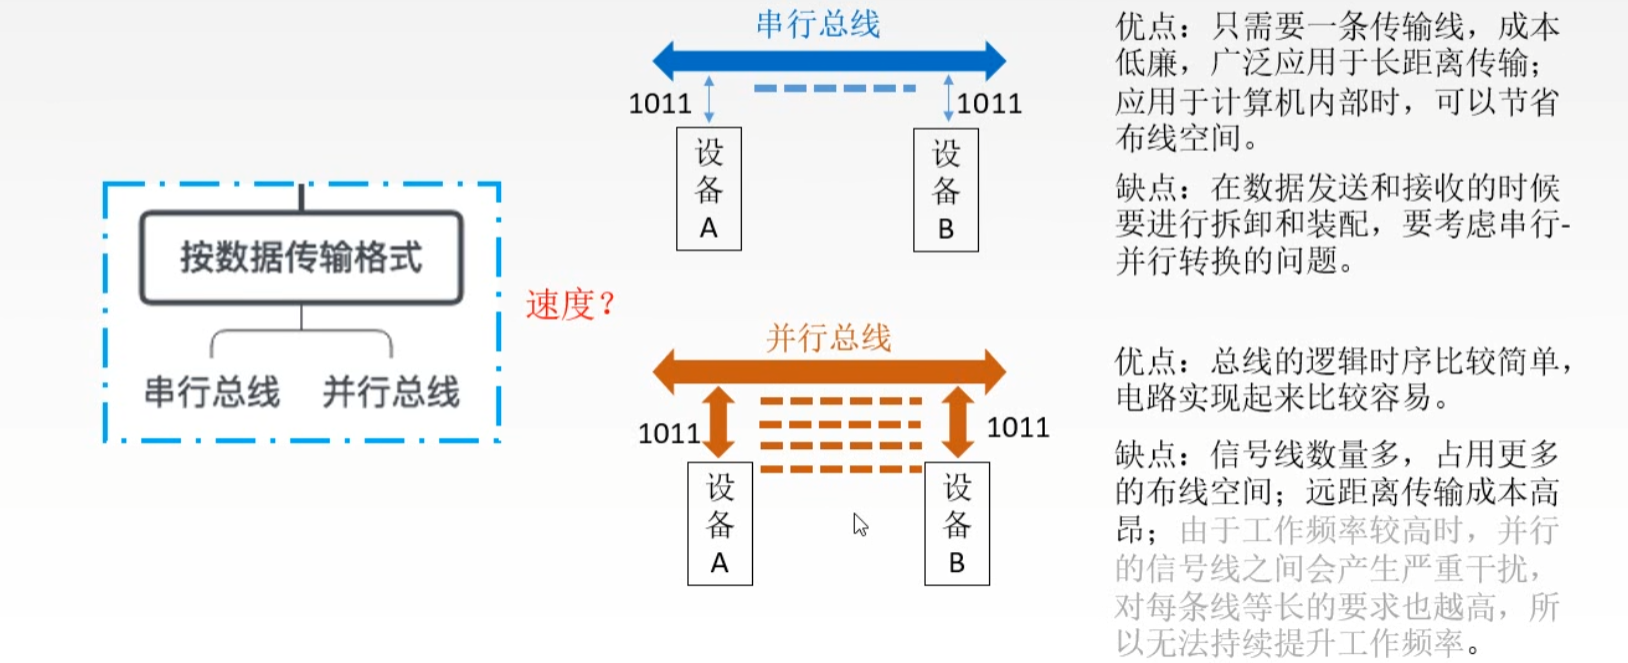 按数据传输格式
串行总线 并行总线
速度？
串行总线
1011
1011
设
备
A
设
备
B
优点：只需要一条传输线，成本
低廉，广泛应用于长距离传输；
应用于计算机内部时，可以节省
布线空间。
缺点：在数据发送和接收的时候
要进行拆卸和装配，要考虑串行-
并行转换的问题。
并行总线
1011
1011
设
备
A
设
备
B
优点：总线的逻辑时序比较简单，
电路实现起来比较容易。
缺点：信号线数量多，占用更多
的布线空间；远距离传输成本高
昂；由于工作频率较高时，并行
的信号线之间会产生严重干扰，
对每条线等长的要求也越高，所
以无法持续提升工作频率。